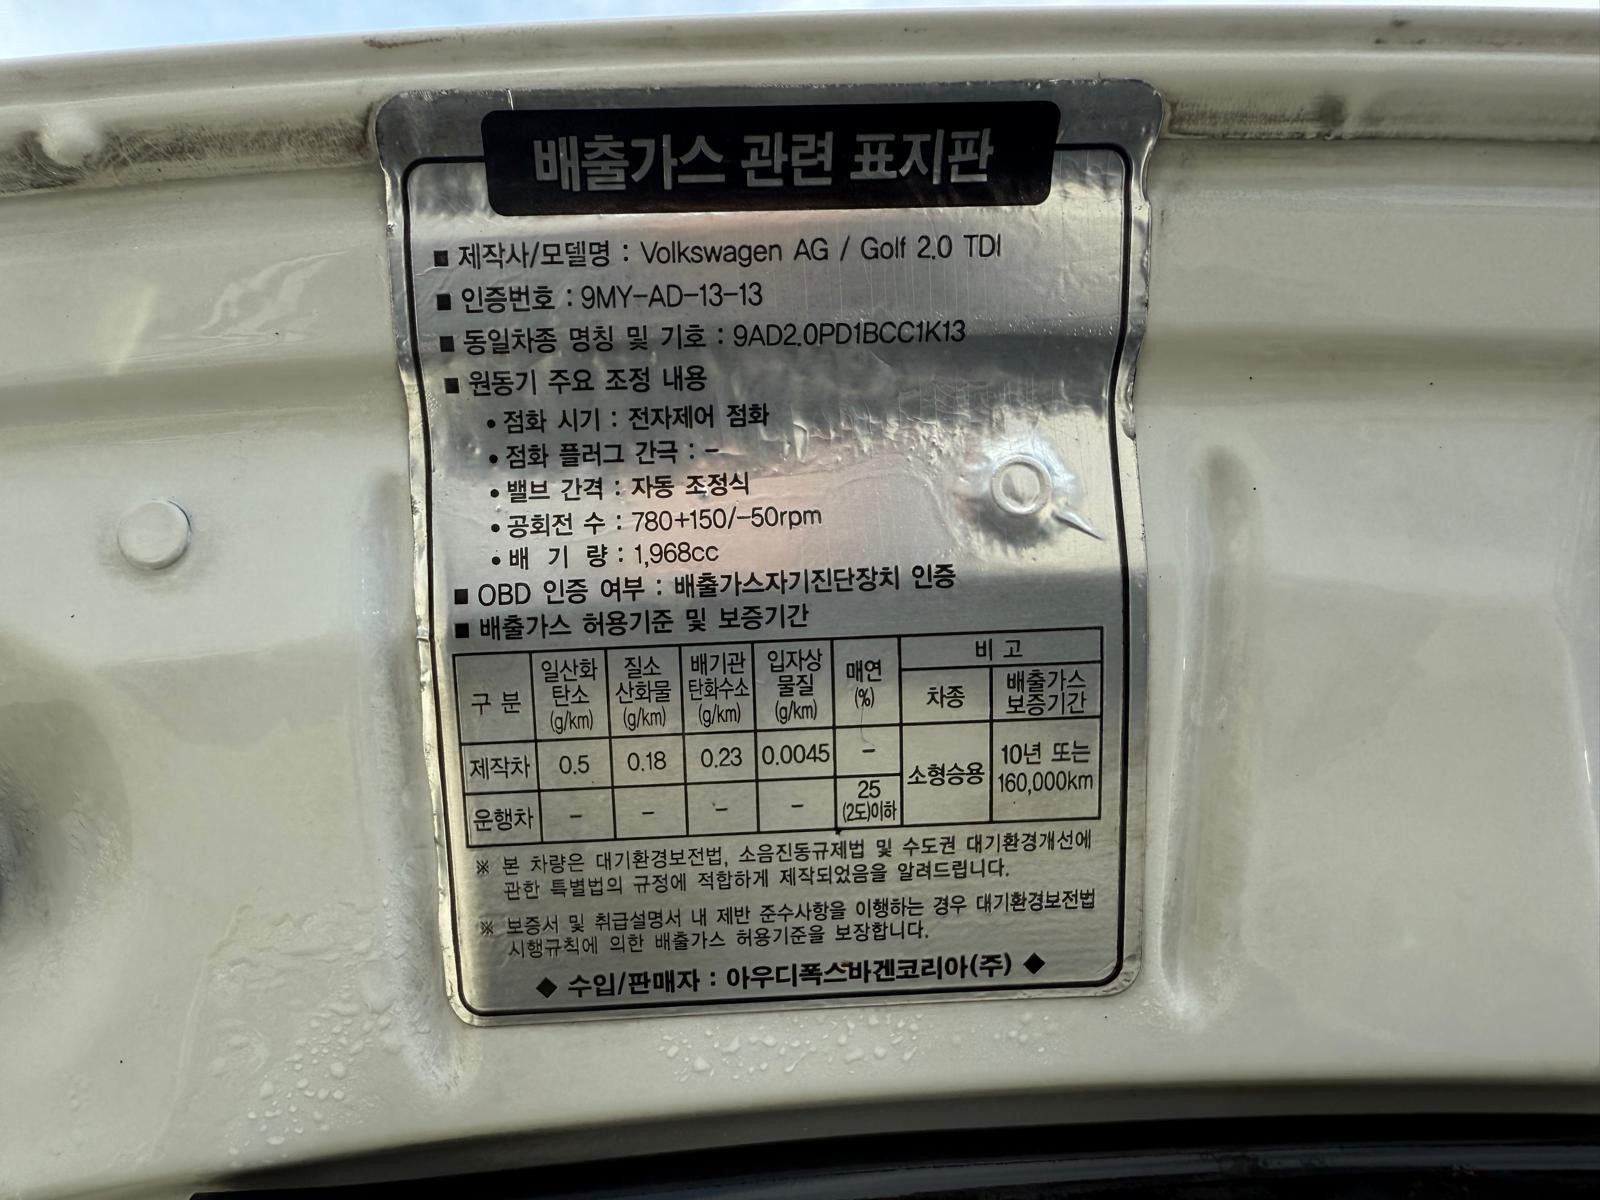 배출가스 관련 표지판
■ 제작사/모델명 : Volkswagen AG / Golf 2.0 TDI
■ 인증번호 : 9MY-AD-13-13
■ 동일차종 명칭 및 기호 : 9AD2.0PD1BCC1K13
■ 원동기 주요 조정 내용
• 점화 시기 : 전자제어 점화
• 점화 플러그 간극 : -
• 밸브 간격 : 자동 조정식
• 공회전 수 : 780+150/-50rpm
• 배 기 량 : 1,968cc
■ OBD 인증 여부 : 배출가스자기진단장치 인증
■ 배출가스 허용기준 및 보증기간
구 분 일산화탄소 (g/km) 질소산화물 (g/km) 배기관탄화수소 (g/km) 입자상물질 (g/km) 매연 (%) 비 고
차종 배출가스 보증기간
제작차 0.5 0.18 0.23 0.0045 - 소형승용 10년 또는 160,000km
운행차 - - - - 25 (2도)이하
※ 본 차량은 대기환경보전법, 소음진동규제법 및 수도권 대기환경개선에
관한 특별법의 규정에 적합하게 제작되었음을 알려드립니다.
※ 보증서 및 취급설명서 내 제반 준수사항을 이행하는 경우 대기환경보전법
시행규칙에 의한 배출가스 허용기준을 보장합니다.
◆ 수입/판매자 : 아우디폭스바겐코리아(주) ◆